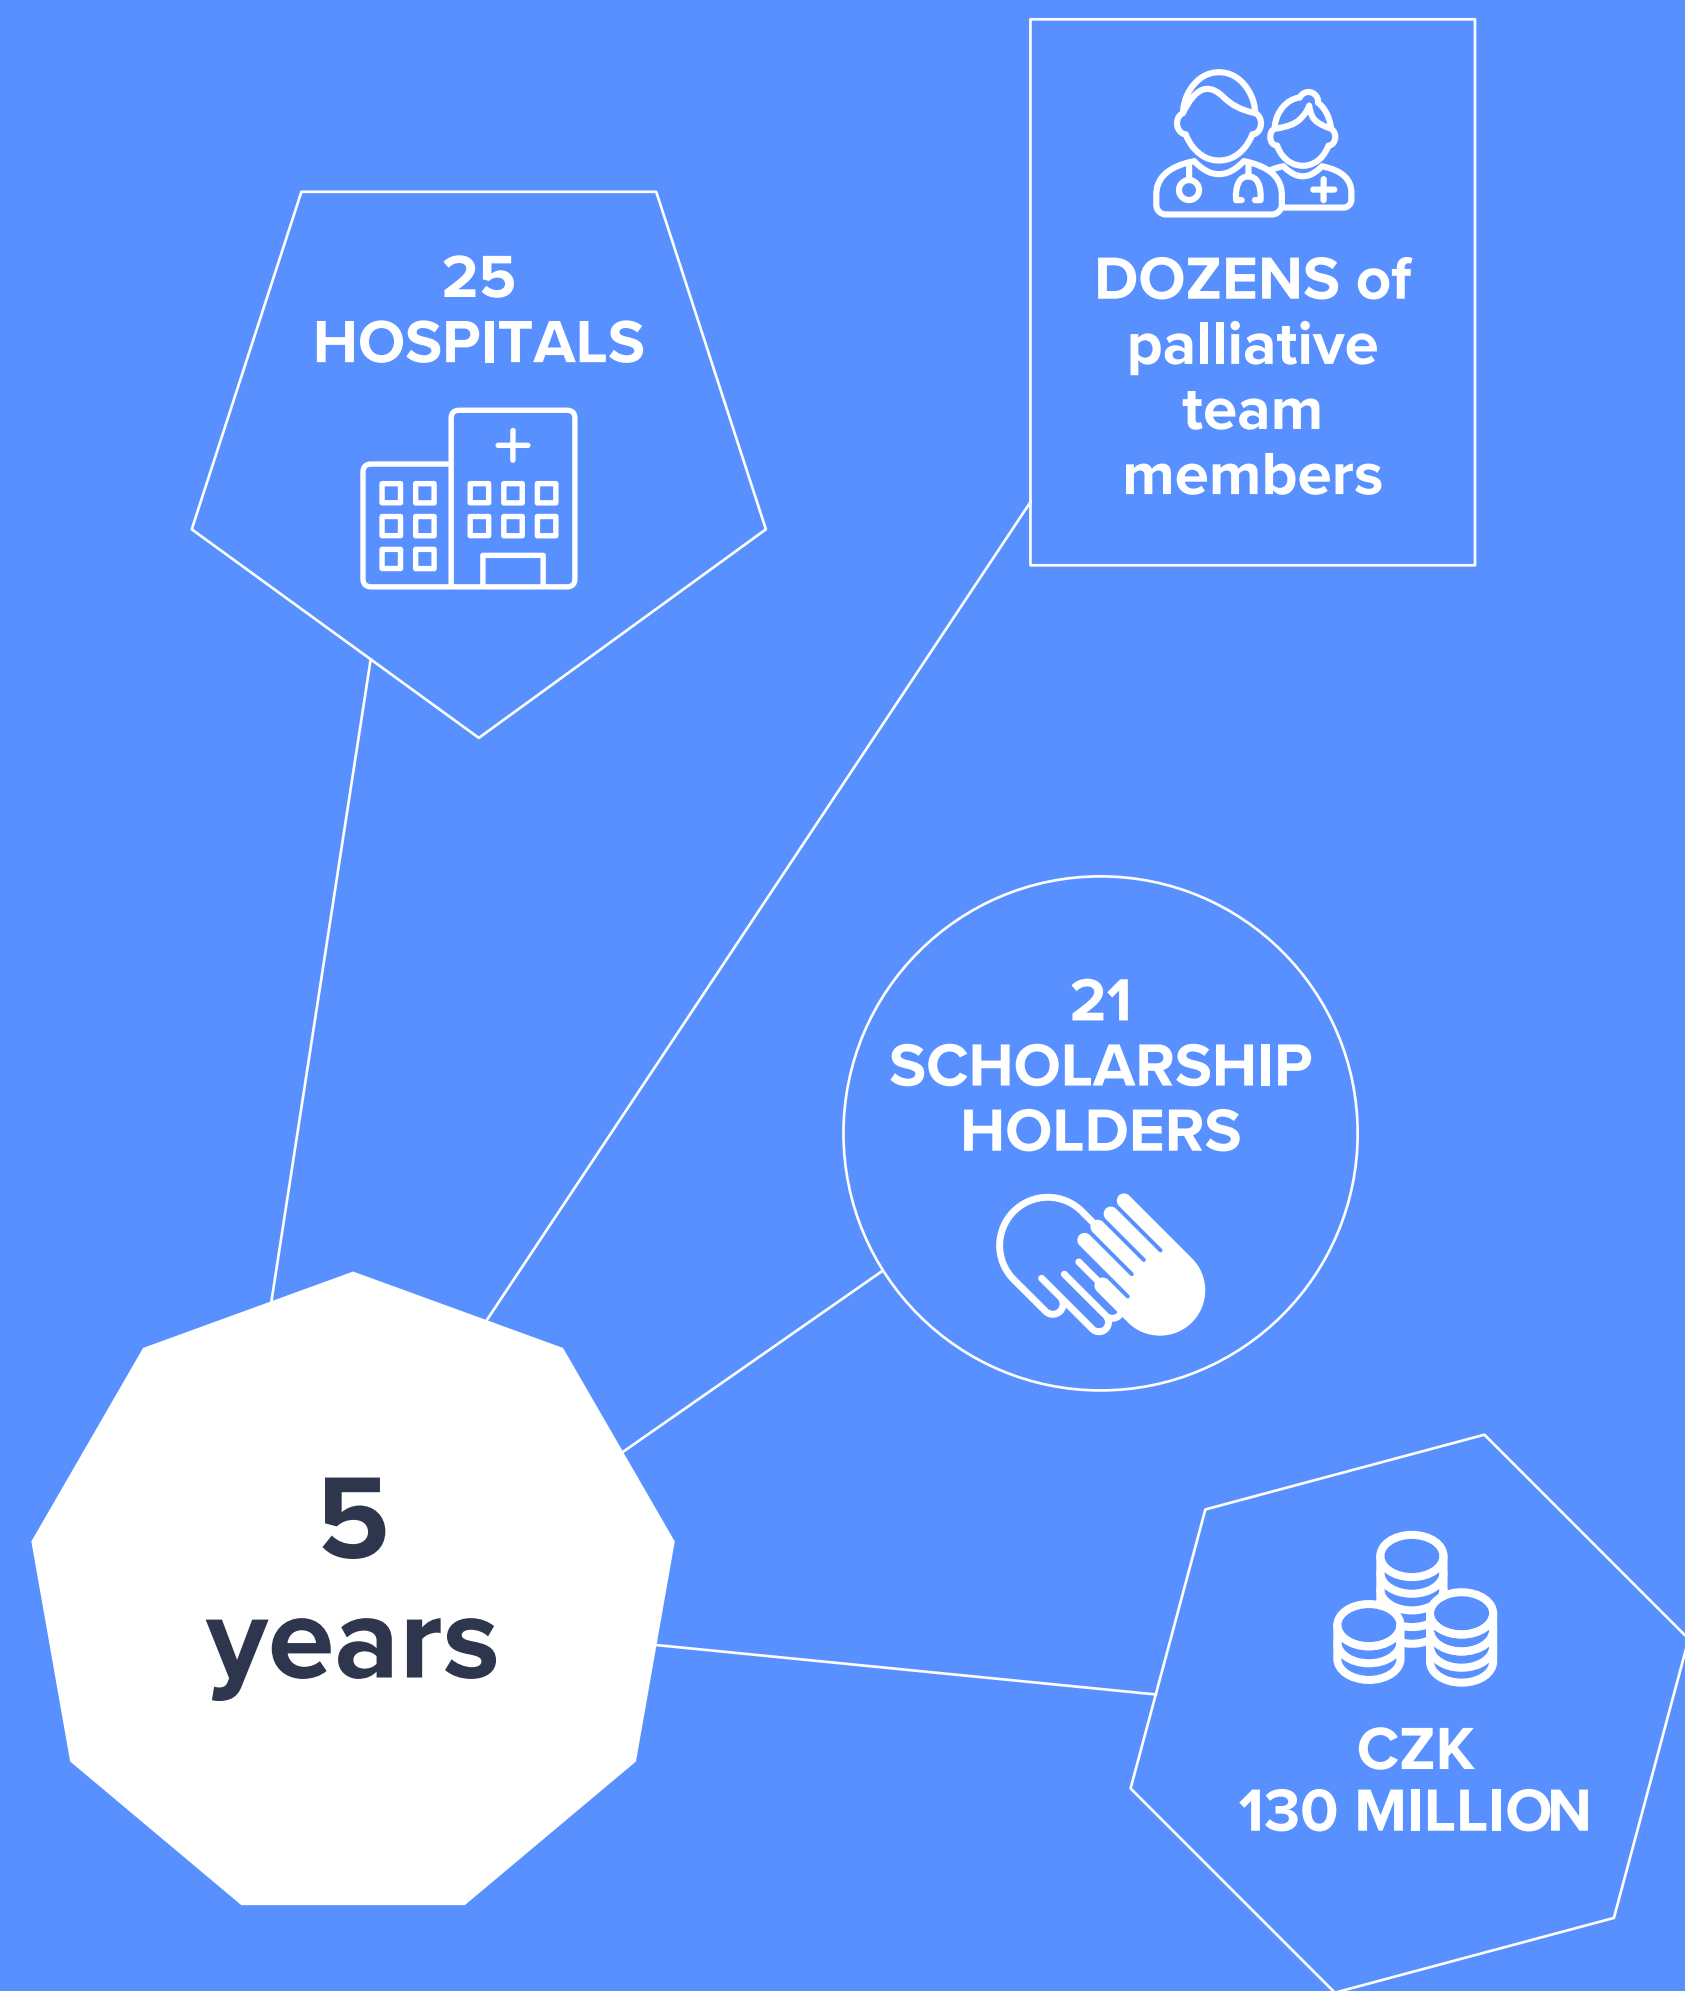 25
HOSPITALS
DOZENS of
palliative
team
members
21
SCHOLARSHIP
HOLDERS
5
years
CZK
130 MILLION